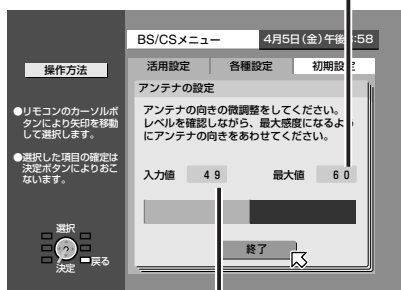 BS/CSメニュー
4月5日(金)午後 :58
操作方法
活用設定 各種設定 初期設定
アンテナの設定
●リモコンのカーソルボ
タンにより矢印を移動
して選択します。
●選択した項目の確定は
決定ボタンによりおこ
ないます。
アンテナの向きの微調整をしてください。
レベルを確認しながら、最大感度になるよう
にアンテナの向きをあわせてください。
入力値 49 最大値 60
終了
選択
?
戻る
決定